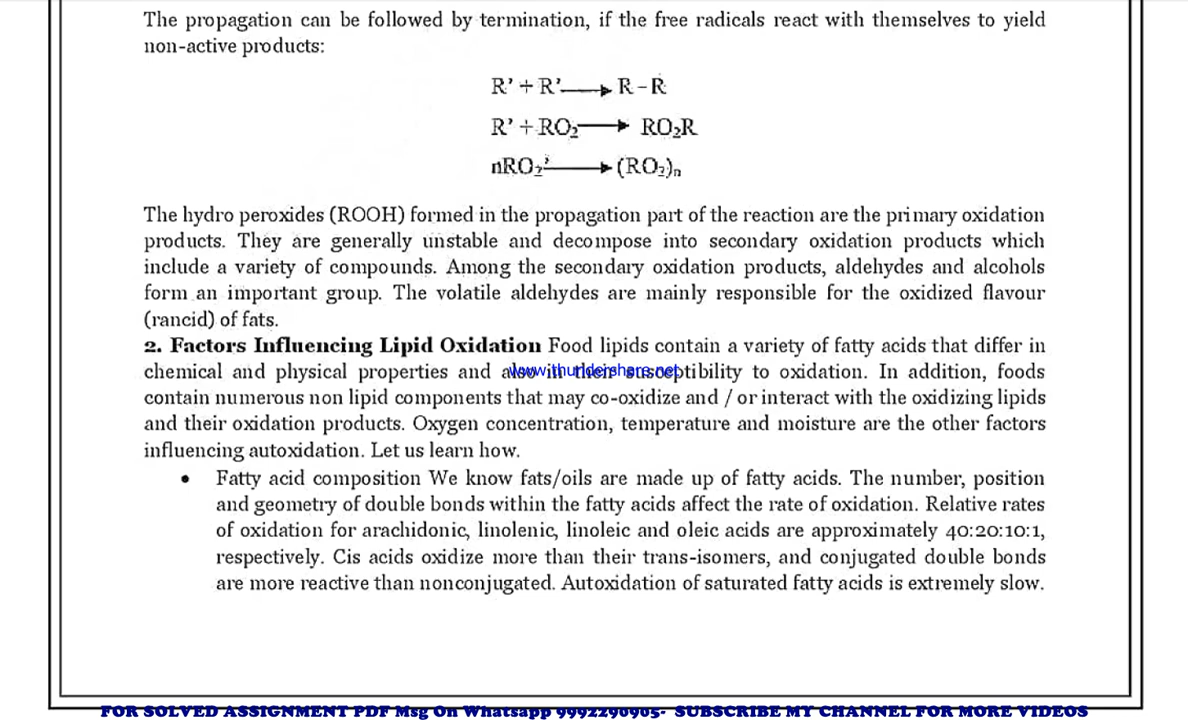 The propagation can be followed by termination, if the free radicals react with themselves to yield
non-active products:
R' + R' → R – R
R' + RO₂ → RO₂R
nRO₂' → (RO₂)ₙ
The hydro peroxides (ROOH) formed in the propagation part of the reaction are the primary oxidation
products. They are generally unstable and decompose into secondary oxidation products which
include a variety of compounds. Among the secondary oxidation products, aldehydes and alcohols
form an important group. The volatile aldehydes are mainly responsible for the oxidized flavour
(rancid) of fats.
2. Factors Influencing Lipid Oxidation Food lipids contain a variety of fatty acids that differ in
chemical and physical properties and also in their susceptibility to oxidation. In addition, foods
www.thundershare.net
contain numerous non lipid components that may co-oxidize and / or interact with the oxidizing lipids
and their oxidation products. Oxygen concentration, temperature and moisture are the other factors
influencing autoxidation. Let us learn how.
• Fatty acid composition We know fats/oils are made up of fatty acids. The number, position
and geometry of double bonds within the fatty acids affect the rate of oxidation. Relative rates
of oxidation for arachidonic, linolenic, linoleic and oleic acids are approximately 40:20:10:1,
respectively. Cis acids oxidize more than their trans-isomers, and conjugated double bonds
are more reactive than nonconjugated. Autoxidation of saturated fatty acids is extremely slow.
FOR SOLVED ASSIGNMENT PDF Msg On Whatsapp 9992290905- SUBSCRIBE MY CHANNEL FOR MORE VIDEOS